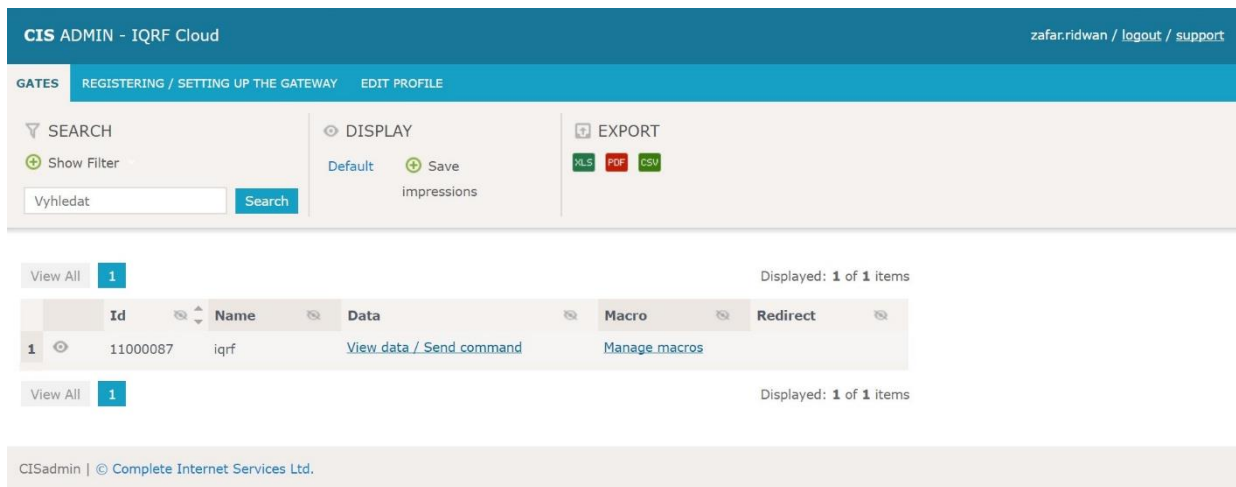 CIS ADMIN - IQRF Cloud
zafar.ridwan / logout / support
GATES REGISTERING / SETTING UP THE GATEWAY EDIT PROFILE
SEARCH
Show Filter
Vyhledat Search
DISPLAY
Default Save
impressions
EXPORT
XLS PDF CSV
View All 1 Displayed: 1 of 1 items
Id Name Data Macro Redirect
1 11000087 iqrf View data / Send command Manage macros
View All 1 Displayed: 1 of 1 items
CISadmin | © Complete Internet Services Ltd.